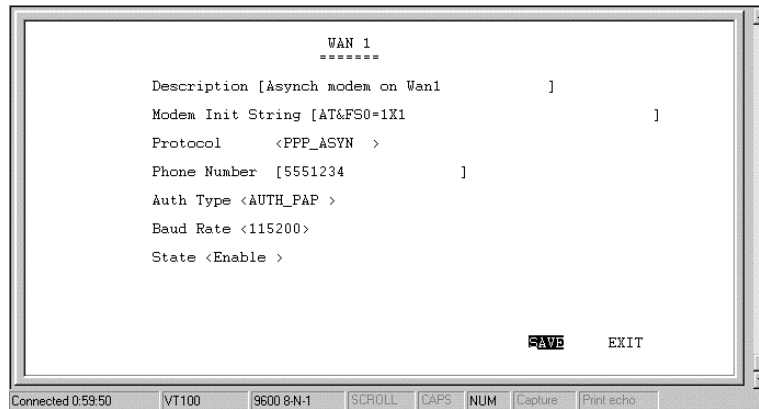 WAN 1
=======
Description [Asynch modem on Wan1 ]
Modem Init String [AT&FS0=1X1 ]
Protocol <PPP_ASYN >
Phone Number [5551234 ]
Auth Type <AUTH_PAP >
Baud Rate <115200>
State <Enable >
SAVE EXIT
Connected 0:59:50 VT100 9600 8-N-1 SCROLL CAPS NUM Capture Print echo